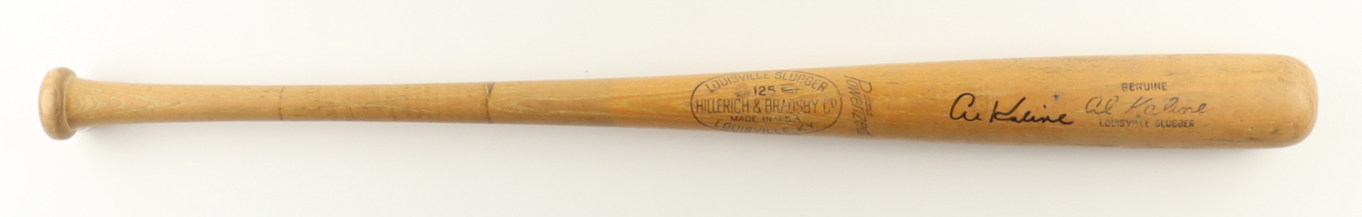 LOUISVILLE SLUGGER
125
HILLERICH & BRADSBY Co
MADE IN U.S.A.
LOUISVILLE, KY.
Powerized
Al Kaline
GENUINE
Al Kaline
LOUISVILLE SLUGGER